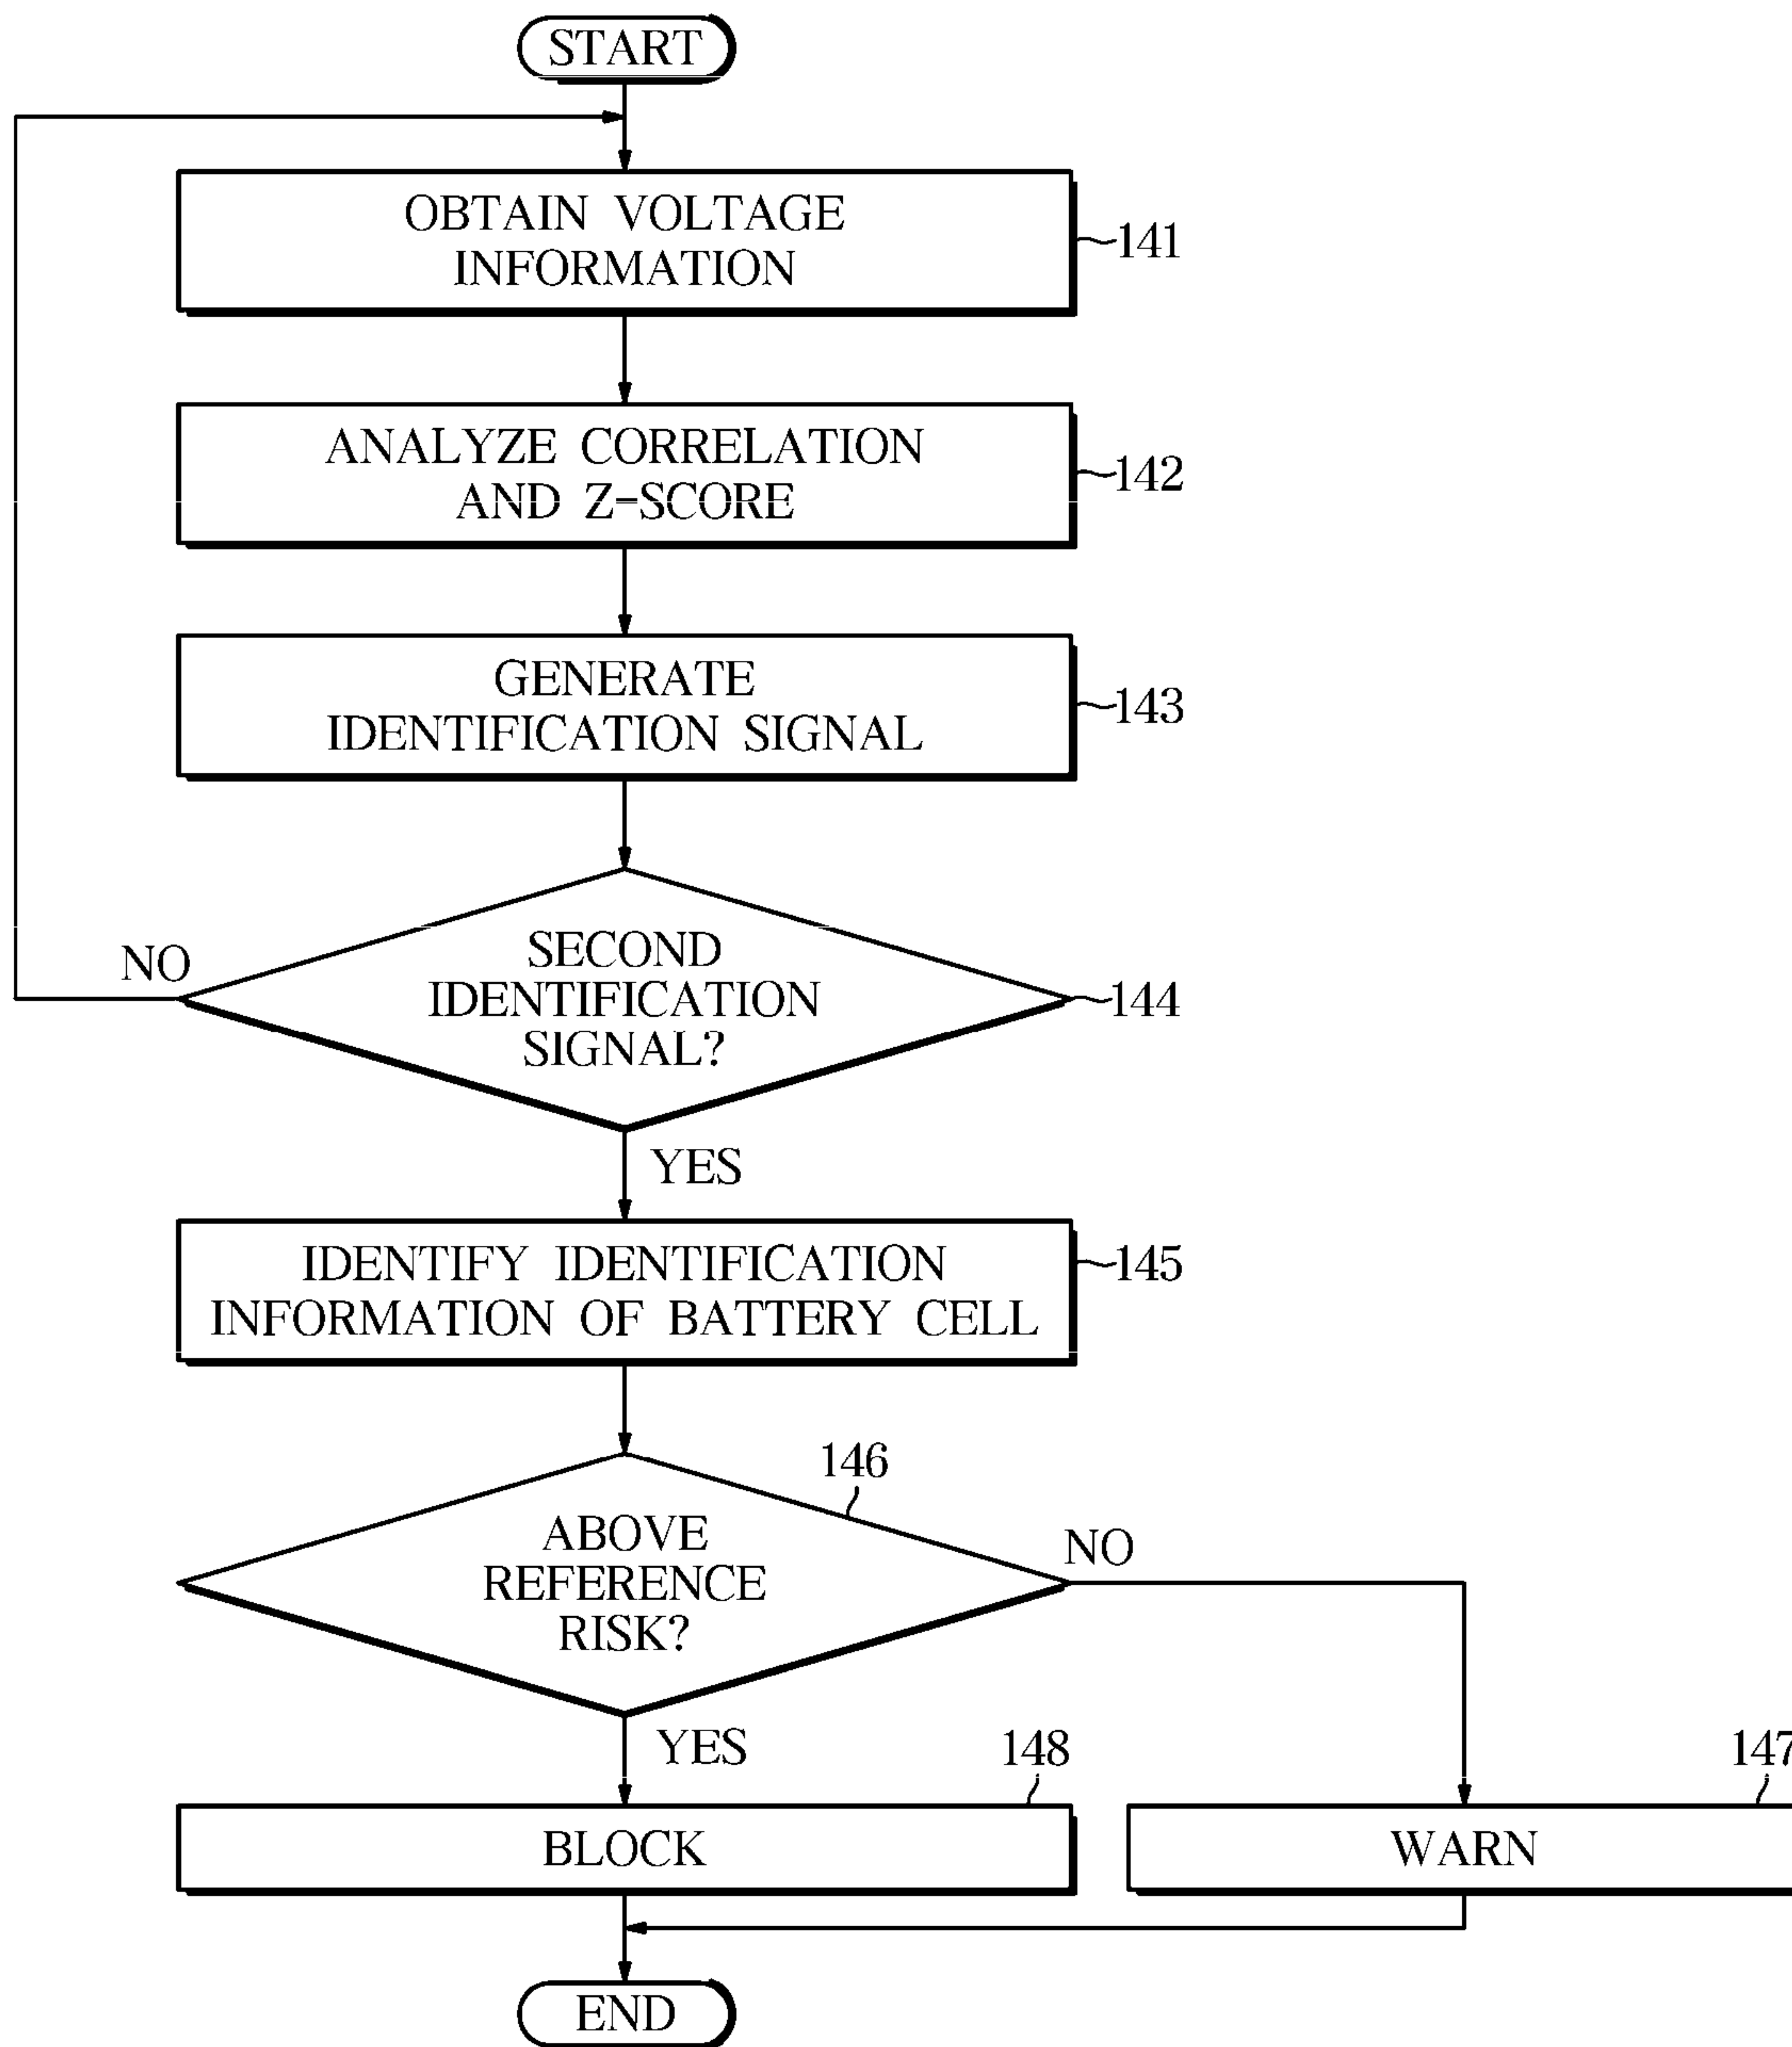 START
OBTAIN VOLTAGE
INFORMATION
141
ANALYZE CORRELATION
AND Z-SCORE
142
GENERATE
IDENTIFICATION SIGNAL
143
SECOND
IDENTIFICATION
SIGNAL?
144
NO
YES
IDENTIFY IDENTIFICATION
INFORMATION OF BATTERY CELL
145
146
ABOVE
REFERENCE
RISK?
NO
YES
148
147
BLOCK
WARN
END